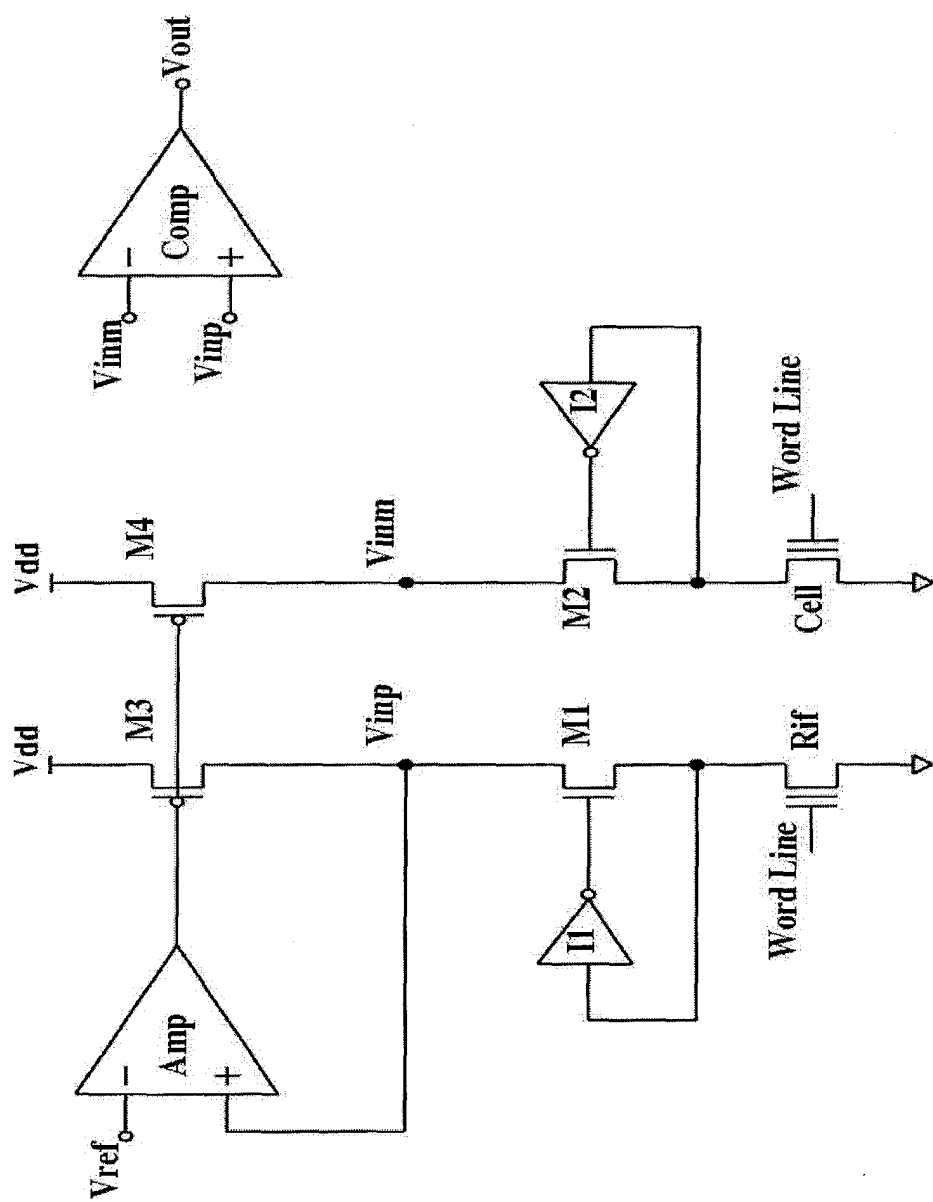 Vout
Comp
-
+
Vinm
Vinp
Vdd
M4
Vinm
M2
I2
Word Line
Cell
Vdd
M3
Vinp
M1
I1
Rif
Word Line
Amp
-
+
Vref